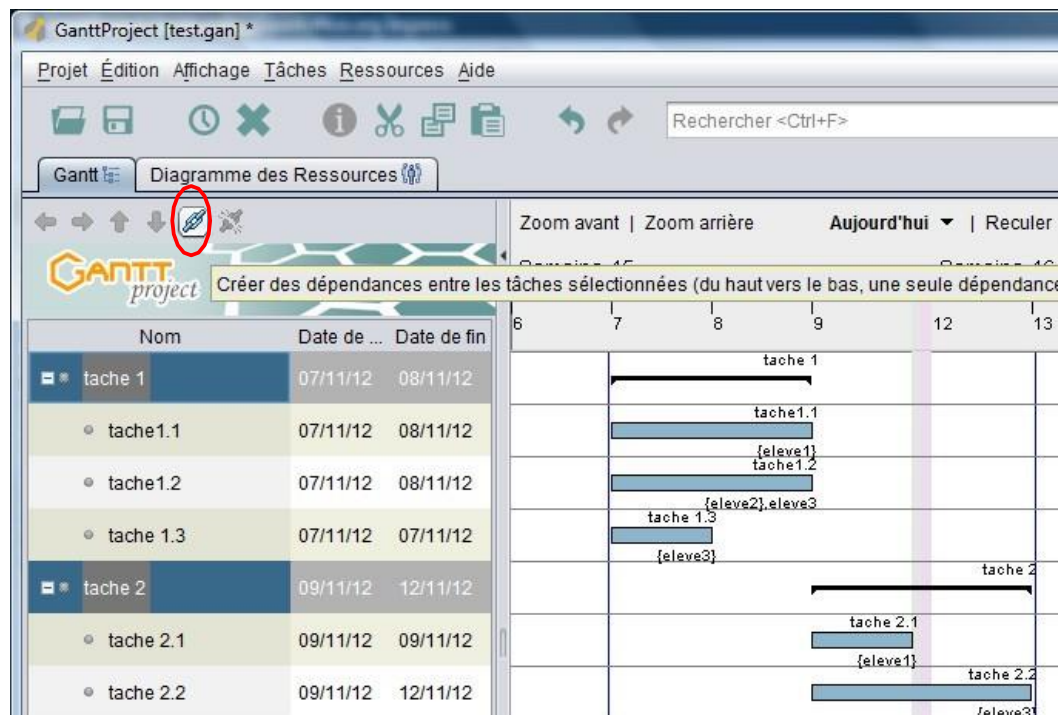 GanttProject [test.gan] *
Projet Édition Affichage Tâches Ressources Aide
Rechercher <Ctrl+F>
Gantt Diagramme des Ressources
Zoom avant | Zoom arrière Aujourd'hui | Reculer
GANTT
project
Créer des dépendances entre les tâches sélectionnées (du haut vers le bas, une seule dépendance
6 7 8 9 12 13
Nom Date de ... Date de fin
tache 1 07/11/12 08/11/12
tache 1
tache1.1 07/11/12 08/11/12
tache1.1
{eleve1}
tache1.2 07/11/12 08/11/12
tache1.2
{eleve2},eleve3
tache 1.3 07/11/12 07/11/12
tache 1.3
{eleve3}
tache 2 09/11/12 12/11/12
tache 2
tache 2.1 09/11/12 09/11/12
tache 2.1
{eleve1}
tache 2.2 09/11/12 12/11/12
tache 2.2
{eleve3}